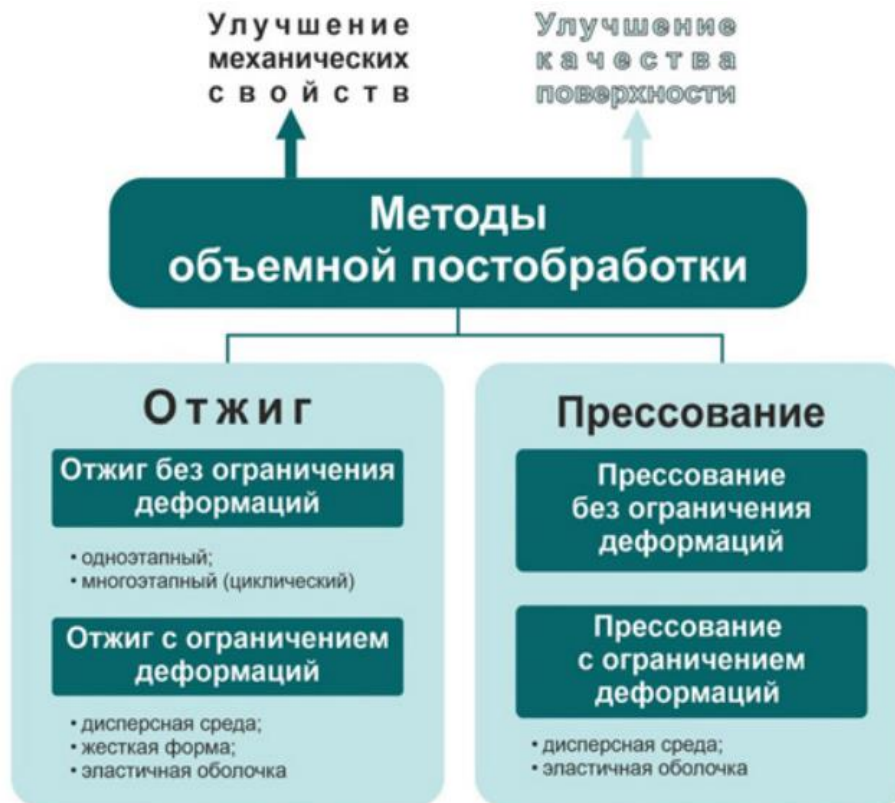 Улучшение
механических
свойств
Улучшение
качества
поверхности
Методы
объемной постобработки
Отжиг
Отжиг без ограничения
деформаций
• одноэтапный;
• многоэтапный (циклический)
Отжиг с ограничением
деформаций
• дисперсная среда;
• жесткая форма;
• эластичная оболочка
Прессование
Прессование
без ограничения
деформаций
Прессование
с ограничением
деформаций
• дисперсная среда;
• эластичная оболочка